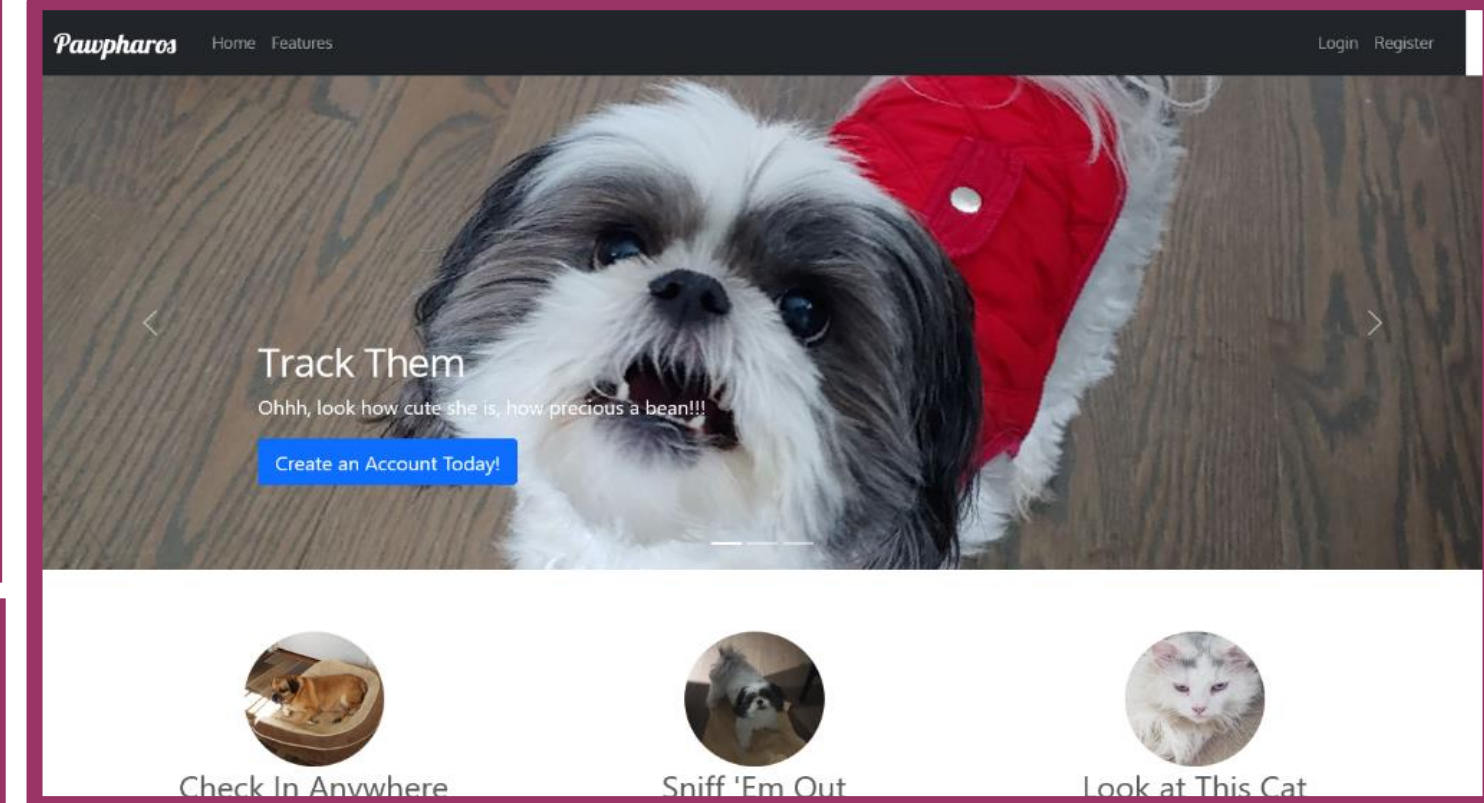 Pawpharos Home Features Login Register
Track Them
Ohhh, look how cute she is, how precious a bean!!!
Create an Account Today!
Check In Anywhere Sniff 'Em Out Look at This Cat